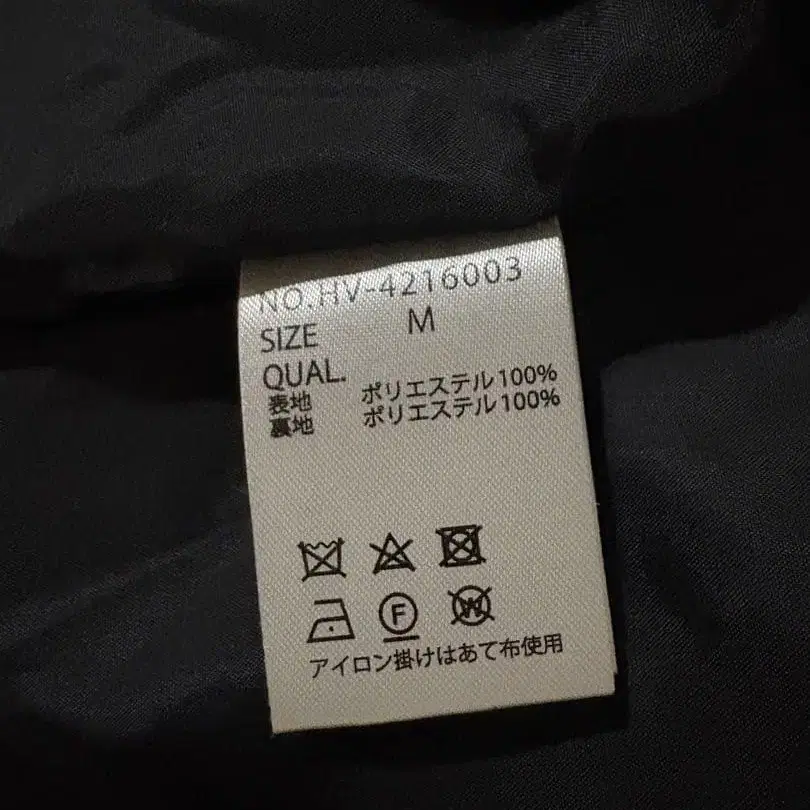 NO.HV-4216003
SIZE M
QUAL.
表地 ポリエステル100%
裏地 ポリエステル100%
F W
アイロン掛けはあて布使用